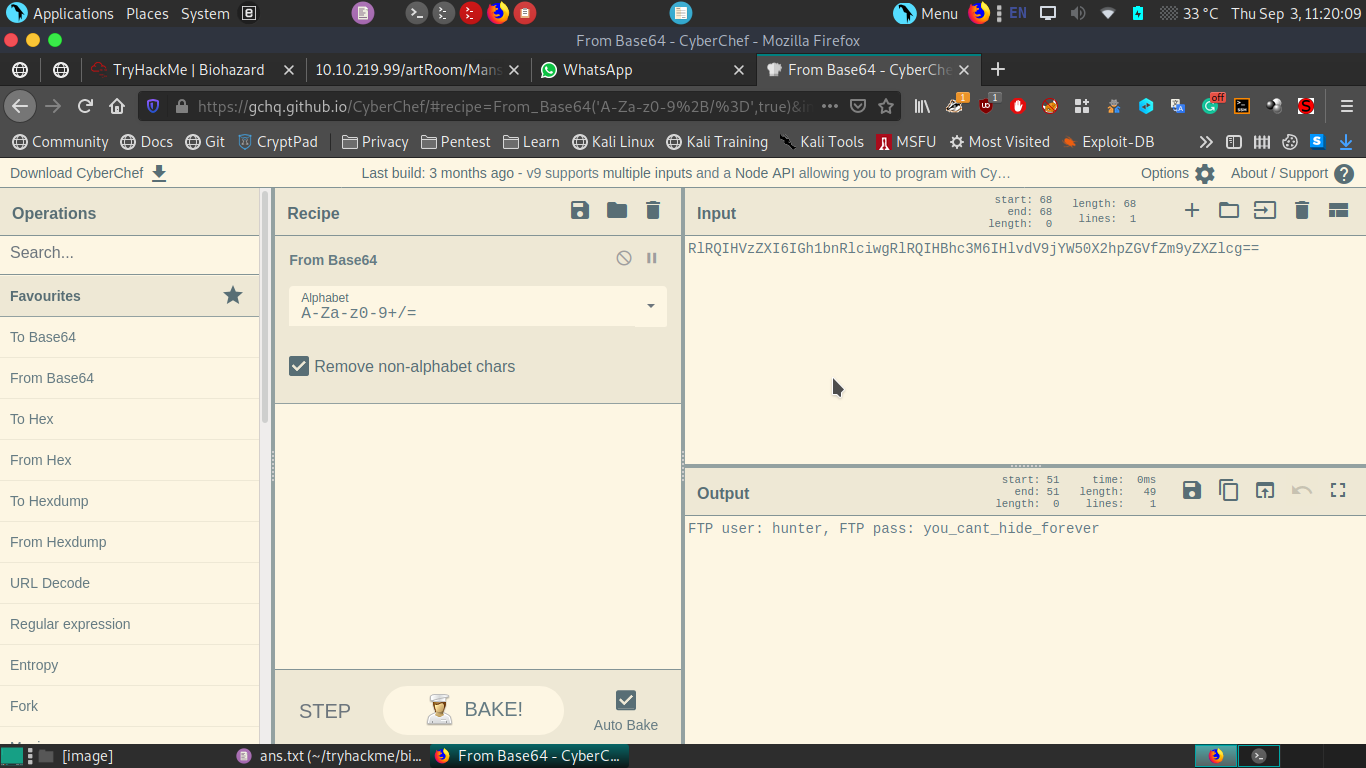 Applications Places System Menu EN 33 °C Thu Sep 3, 11:20:09
From Base64 - CyberChef - Mozilla Firefox
TryHackMe | Biohazard 10.10.219.99/artRoom/Mans WhatsApp From Base64 - CyberChe
https://gchq.github.io/CyberChef/#recipe=From_Base64('A-Za-z0-9%2B/%3D',true)&in 1 1 off
Community Docs Git CryptPad Privacy Pentest Learn Kali Linux Kali Training Kali Tools MSFU Most Visited Exploit-DB
Download CyberChef Last build: 3 months ago - v9 supports multiple inputs and a Node API allowing you to program with Cy… Options About / Support
Operations
Search...
Favourites
To Base64
From Base64
To Hex
From Hex
To Hexdump
From Hexdump
URL Decode
Regular expression
Entropy
Fork
Recipe
From Base64
Alphabet
A-Za-z0-9+/=
Remove non-alphabet chars
STEP
BAKE!
Auto Bake
Input
start: 68
end: 68
length: 0
length: 68
lines: 1
RlRQIHVzZXI6IGh1bnRlciwgRlRQIHBhc3M6IHlvdV9jYW50X2hpZGVfZm9yZXZlcg==
Output
start: 51
end: 51
length: 0
time: 0ms
length: 49
lines: 1
FTP user: hunter, FTP pass: you_cant_hide_forever
[image] ans.txt (~/tryhackme/bi... From Base64 - CyberC...